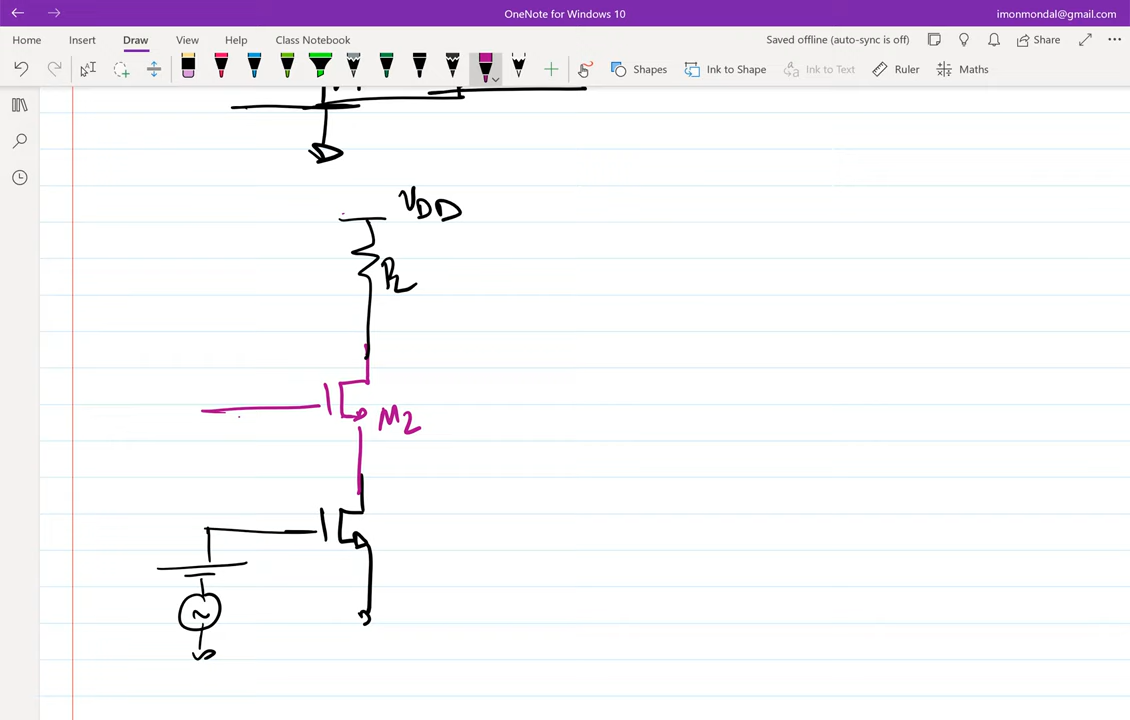 OneNote for Windows 10
imonmondal@gmail.com
Home Insert Draw View Help Class Notebook
Saved offline (auto-sync is off) Share
Shapes Ink to Shape Ink to Text Ruler Maths
VDD
RL
M2